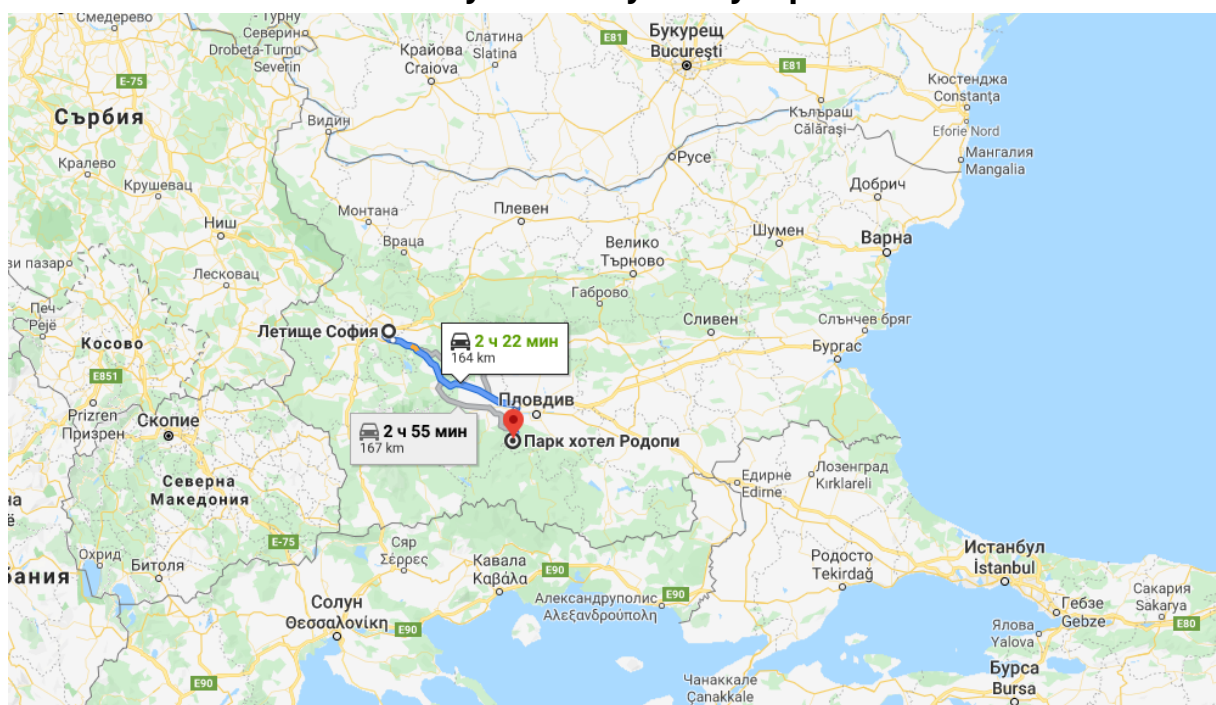 Смедерево
Турну
Северин
Drobeta-Turnu
Severin
Слатина
Slatina
Крайова
Craiova
E81
Букурещ
București
E81
Кюстенджа
Constanța
E-75
Сърбия
Видин
Кълъраш
Călărași
Eforie Nord
Мангалия
Mangalia
Русе
Кралево
Крушевац
Добрич
Монтана
Плевен
Ниш
Враца
Велико
Търново
Шумен
Варна
ви пазар
Лесковац
Габрово
Печ
Pejë
Косово
Летище София
2 ч 22 мин
164 km
Сливен
Слънчев бряг
Бургас
E851
Prizren
Призрен
Скопие
Пловдив
2 ч 55 мин
167 km
Парк хотел Родопи
Северна
Македония
Едирне
Edirne
Лозенград
Kırklareli
E-75
Охрид
Битоля
бания
Сяр
Σέρρες
Кавала
Καβάλα
E90
Александруполис
Αλεξανδρούπολη
E90
Родосто
Tekirdağ
Истанбул
İstanbul
Солун
Θεσσαλονίκη
E90
Гебзе
Gebze
Сакария
Sakarya
E80
Ялова
Yalova
E90
Чанаккале
Çanakkale
Бурса
Bursa